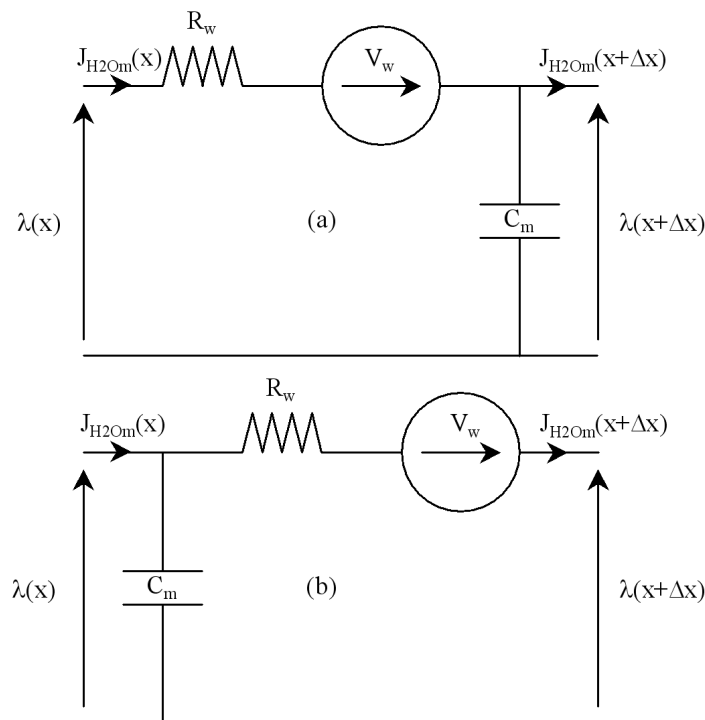 R_w
J_H2Om(x) V_w J_H2Om(x+Δx)
λ(x) (a) C_m λ(x+Δx)
R_w
J_H2Om(x) V_w J_H2Om(x+Δx)
λ(x) C_m (b) λ(x+Δx)